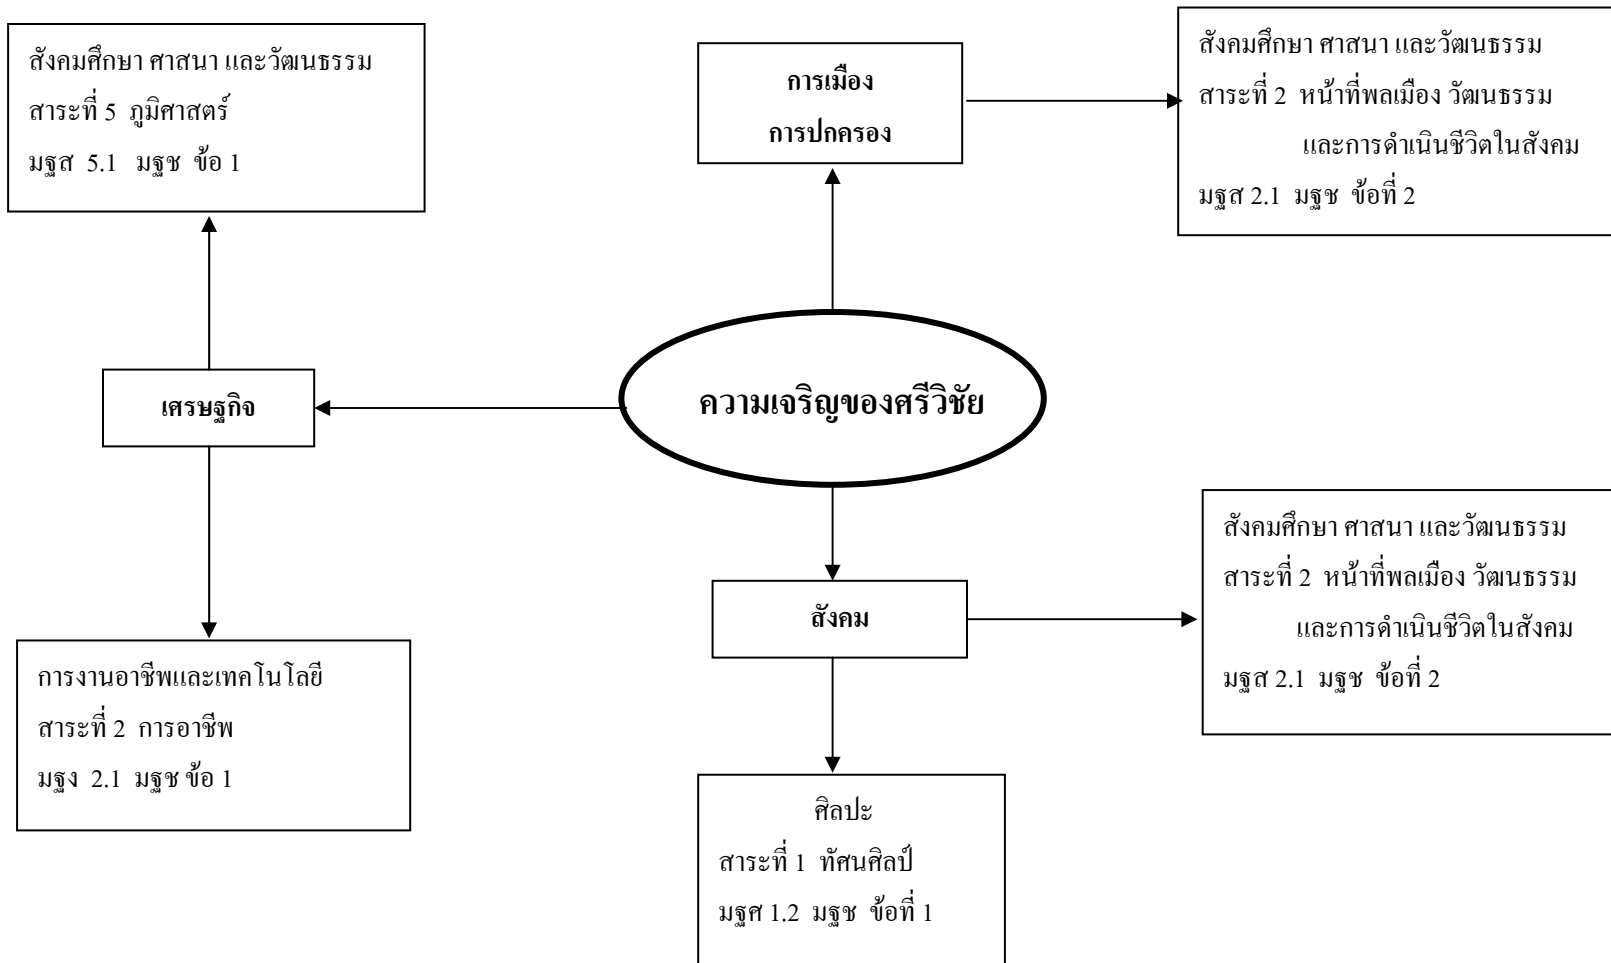 สังคมศึกษา ศาสนา และวัฒนธรรม
สาระที่ 5 ภูมิศาสตร์
มฐส 5.1 มฐช ข้อ 1
การเมือง
การปกครอง
สังคมศึกษา ศาสนา และวัฒนธรรม
สาระที่ 2 หน้าที่พลเมือง วัฒนธรรม
และการดำเนินชีวิตในสังคม
มฐส 2.1 มฐช ข้อที่ 2
เศรษฐกิจ
ความเจริญของศรีวิชัย
สังคม
สังคมศึกษา ศาสนา และวัฒนธรรม
สาระที่ 2 หน้าที่พลเมือง วัฒนธรรม
และการดำเนินชีวิตในสังคม
มฐส 2.1 มฐช ข้อที่ 2
การงานอาชีพและเทคโนโลยี
สาระที่ 2 การอาชีพ
มฐง 2.1 มฐช ข้อ 1
ศิลปะ
สาระที่ 1 ทัศนศิลป์
มฐศ 1.2 มฐช ข้อที่ 1